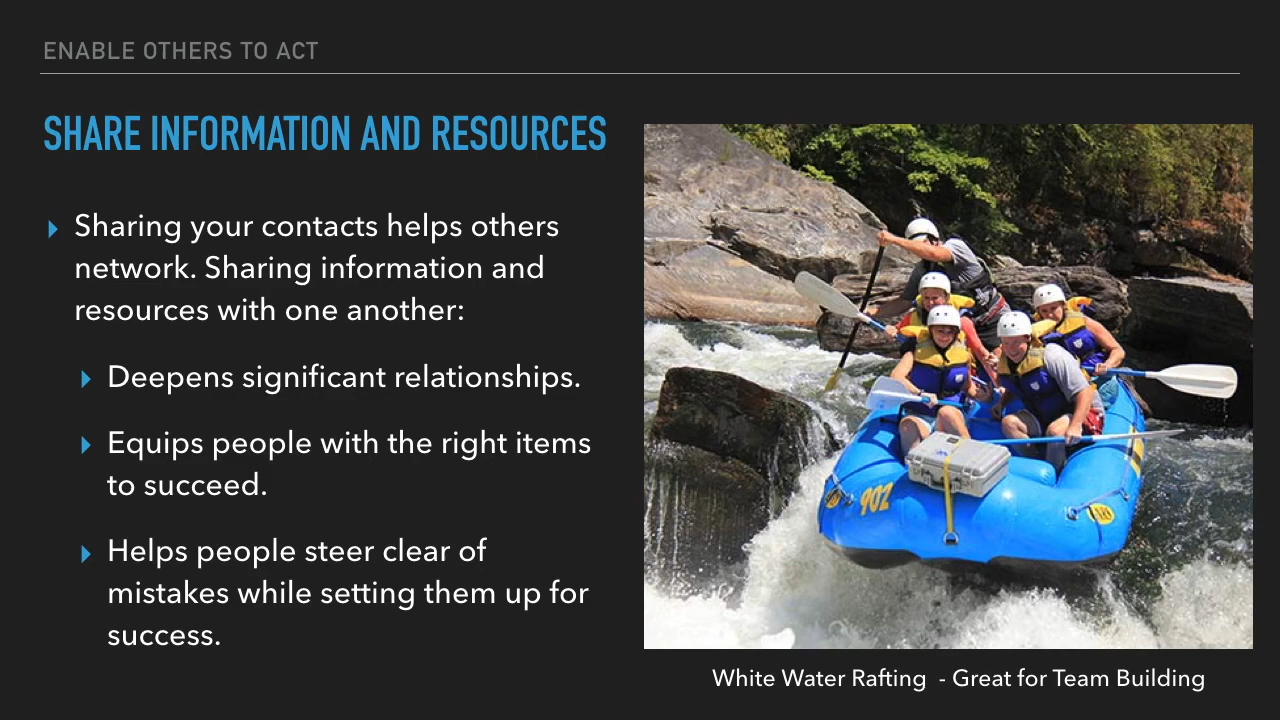 ENABLE OTHERS TO ACT
SHARE INFORMATION AND RESOURCES
Sharing your contacts helps others
network. Sharing information and
resources with one another:
Deepens significant relationships.
Equips people with the right items
to succeed.
Helps people steer clear of
mistakes while setting them up for
success.
902
White Water Rafting - Great for Team Building